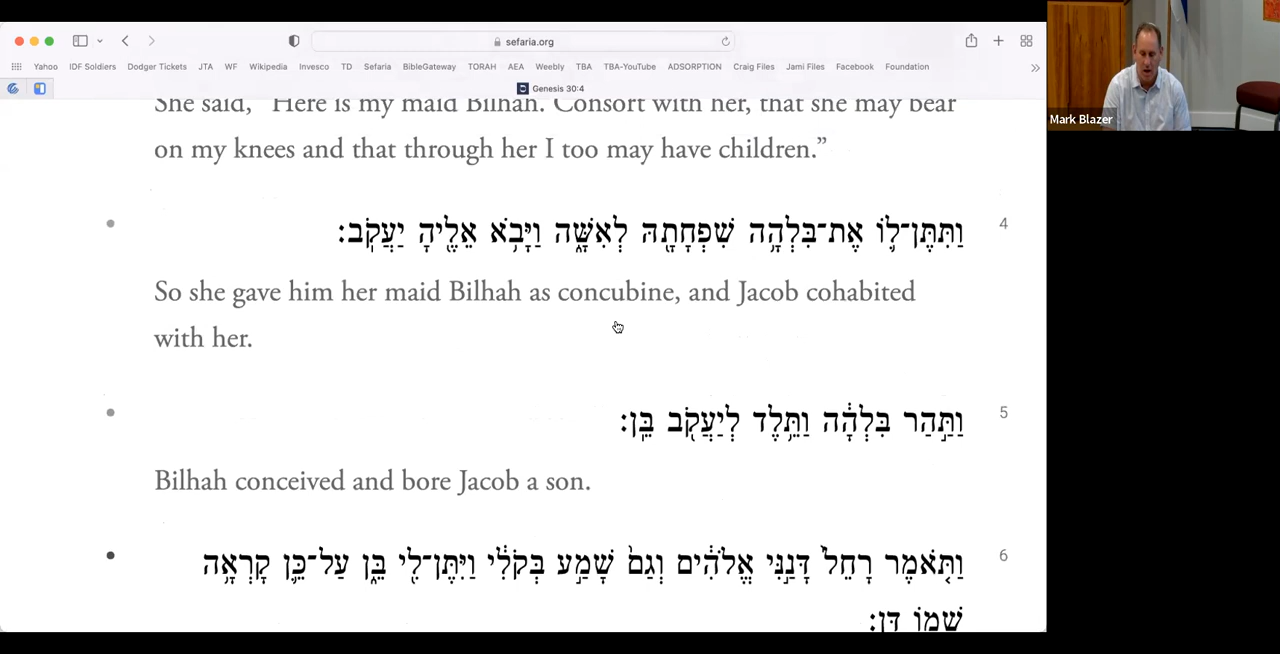 sefaria.org
Yahoo IDF Soldiers Dodger Tickets JTA WF Wikipedia Invesco TD Sefaria BibleGateway TORAH AEA Weebly TBA TBA-YouTube ADSORPTION Craig Files Jami Files Facebook Foundation
Genesis 30:4
She said, “Here is my maid Bilhah. Consort with her, that she may bear
on my knees and that through her I too may have children.”
4
וַתִּתֶּן־ל֛וֹ אֶת־בִּלְהָ֥ה שִׁפְחָתָ֖הּ לְאִשָּׁ֑ה וַיָּבֹ֥א אֵלֶ֖יהָ יַעֲקֹֽב׃
So she gave him her maid Bilhah as concubine, and Jacob cohabited
with her.
5
וַתַּ֣הַר בִּלְהָ֔ה וַתֵּ֥לֶד לְיַעֲקֹ֖ב בֵּֽן׃
Bilhah conceived and bore Jacob a son.
6
וַתֹּ֤אמֶר רָחֵל֙ דָּנַ֣נִּי אֱלֹהִ֔ים וְגַם֙ שָׁמַ֣ע בְּקֹלִ֔י וַיִּתֶּן־לִ֖י בֵּ֑ן עַל־כֵּ֛ן קָרְאָ֥ה
שְׁמ֖וֹ דָּֽן׃
Mark Blazer